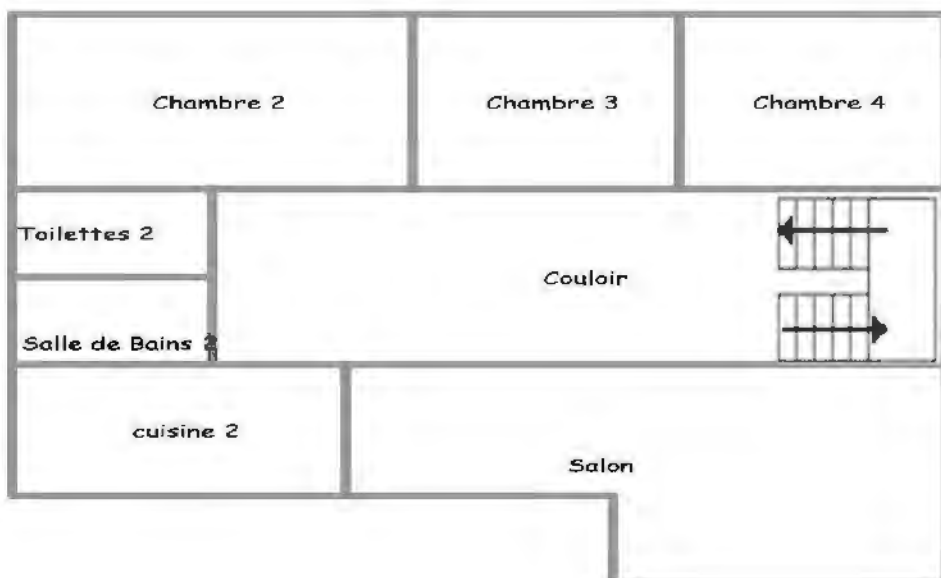 Chambre 2
Chambre 3
Chambre 4
Toilettes 2
Couloir
Salle de Bains 2
cuisine 2
Salon